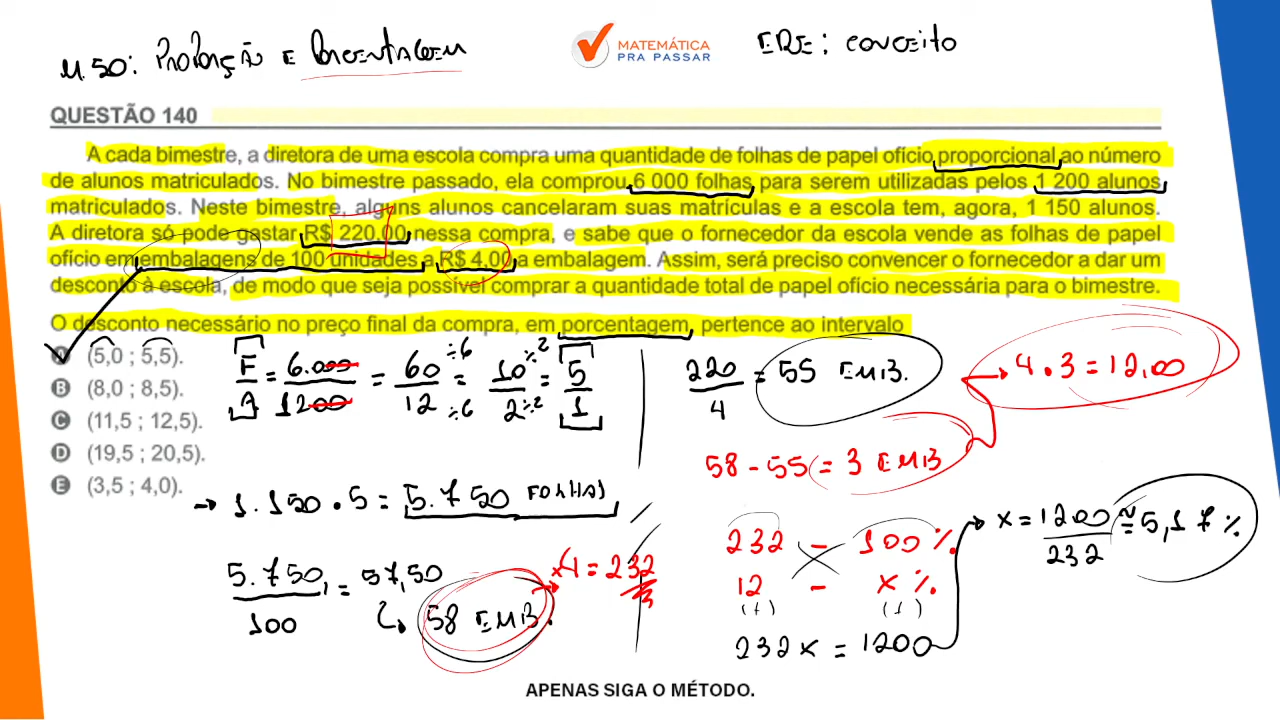 M.50: PROPORÇÃO E PORCENTAGEM
MATEMÁTICA
PRA PASSAR
ERE: CONCEITO
QUESTÃO 140
A cada bimestre, a diretora de uma escola compra uma quantidade de folhas de papel ofício proporcional ao número
de alunos matriculados. No bimestre passado, ela comprou 6 000 folhas para serem utilizadas pelos 1 200 alunos
matriculados. Neste bimestre, alguns alunos cancelaram suas matrículas e a escola tem, agora, 1 150 alunos.
A diretora só pode gastar R$ 220,00 nessa compra, e sabe que o fornecedor da escola vende as folhas de papel
ofício em embalagens de 100 unidades a R$ 4,00 a embalagem. Assim, será preciso convencer o fornecedor a dar um
desconto à escola, de modo que seja possível comprar a quantidade total de papel ofício necessária para o bimestre.
O desconto necessário no preço final da compra, em porcentagem, pertence ao intervalo
A (5,0 ; 5,5).
B (8,0 ; 8,5).
C (11,5 ; 12,5).
D (19,5 ; 20,5).
E (3,5 ; 4,0).
F/A = 6.000/1200 = 60/12 ÷6/÷6 = 10/2 ÷2/÷2 = 5/1
→ 1.150 . 5 = 5.750 FOLHAS
5.750/100 = 57,50
58 EMB. ×4 = 232
220/4 = 55 EMB.
4 . 3 = 12,00
58 - 55 = 3 EMB
232 - 100 %
12 - x %
(+) (+)
232x = 1200
x = 1200/232 ≅ 5,17 %
APENAS SIGA O MÉTODO.